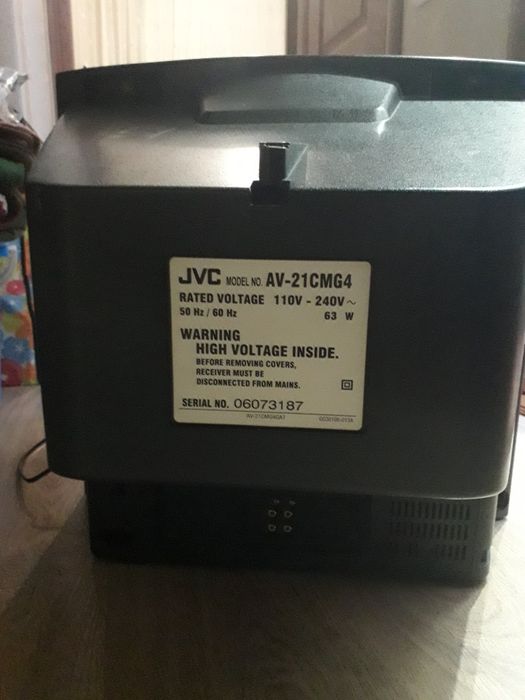 JVC MODEL NO. AV-21CMG4
RATED VOLTAGE 110V - 240V~
50 Hz / 60 Hz 63 W
WARNING
HIGH VOLTAGE INSIDE.
BEFORE REMOVING COVERS,
RECEIVER MUST BE
DISCONNECTED FROM MAINS.
SERIAL NO. 06073187